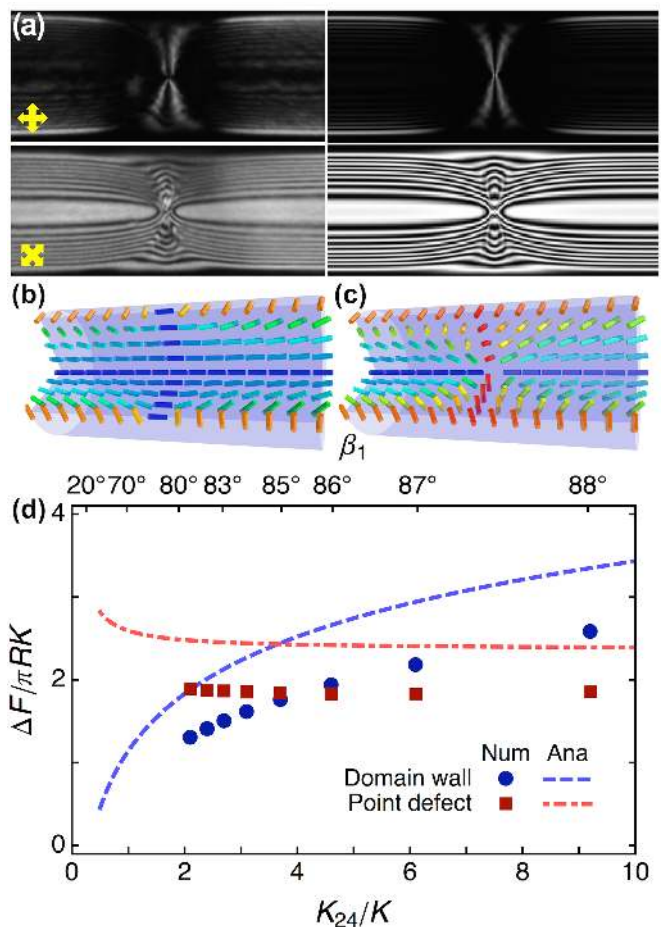 (a)
(b)
(c)
β₁
20° 70° 80° 83° 85° 86° 87° 88°
(d)
4
2
0
ΔF/πRK
Num Ana
Domain wall
Point defect
0 2 4 6 8 10
K₂₄/K